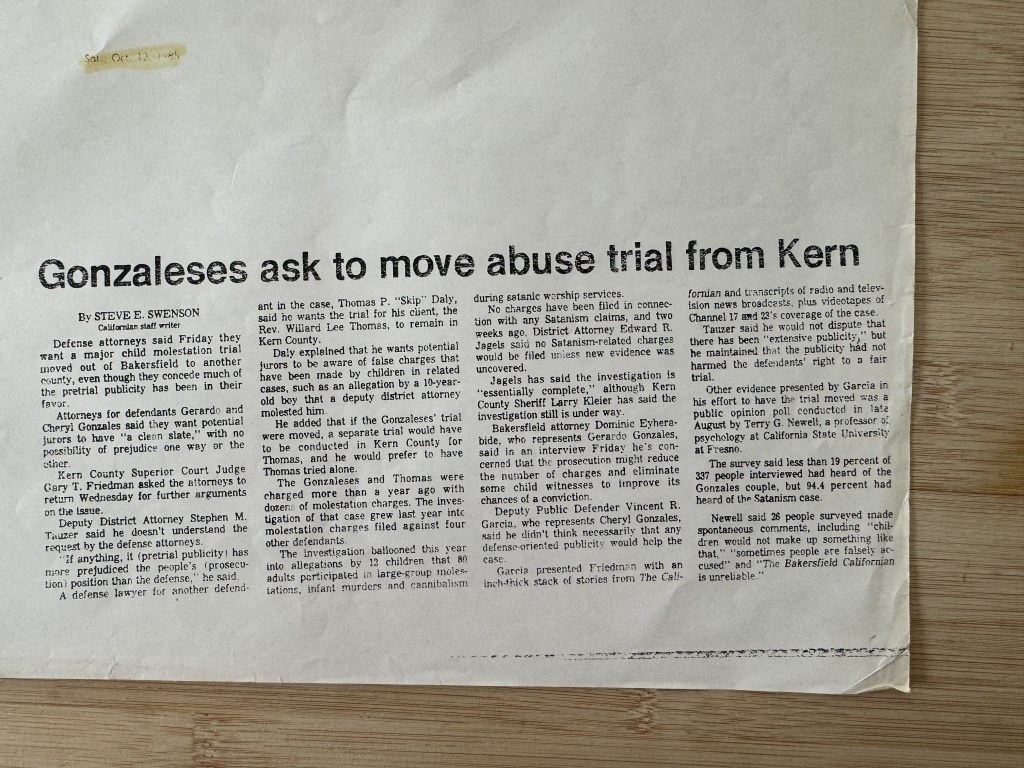 Sat., Oct. 12, 1985
Gonzaleses ask to move abuse trial from Kern
By STEVE E. SWENSON
Californian staff writer
Defense attorneys said Friday they
want a major child molestation trial
moved out of Bakersfield to another
county, even though they concede much of
the pretrial publicity has been in their
favor.
Attorneys for defendants Gerardo and
Cheryl Gonzales said they want potential
jurors to have "a clean slate," with no
possibility of prejudice one way or the
other.
Kern County Superior Court Judge
Gary T. Friedman asked the attorneys to
return Wednesday for further arguments
on the issue.
Deputy District Attorney Stephen M.
Tauzer said he doesn't understand the
request by the defense attorneys.
"If anything, it (pretrial publicity) has
more prejudiced the people's (prosecu-
tion) position than the defense," he said.
A defense lawyer for another defend-
ant in the case, Thomas P. "Skip" Daly,
said he wants the trial for his client, the
Rev. Willard Lee Thomas, to remain in
Kern County.
Daly explained that he wants potential
jurors to be aware of false charges that
have been made by children in related
cases, such as an allegation by a 10-year-
old boy that a deputy district attorney
molested him.
He added that if the Gonzaleses' trial
were moved, a separate trial would have
to be conducted in Kern County for
Thomas, and he would prefer to have
Thomas tried alone.
The Gonzaleses and Thomas were
charged more than a year ago with
dozens of molestation charges. The inves-
tigation of that case grew last year into
molestation charges filed against four
other defendants.
The investigation ballooned this year
into allegations by 12 children that 80
adults participated in large-group moles-
tations, infant murders and cannibalism
during satanic worship services.
No charges have been filed in connec-
tion with any Satanism claims, and two
weeks ago, District Attorney Edward R.
Jagels said no Satanism-related charges
would be filed unless new evidence was
uncovered.
Jagels has said the investigation is
"essentially complete," although Kern
County Sheriff Larry Kleier has said the
investigation still is under way.
Bakersfield attorney Dominic Eyhera-
bide, who represents Gerardo Gonzales,
said in an interview Friday he's con-
cerned that the prosecution might reduce
the number of charges and eliminate
some child witnesses to improve its
chances of a conviction.
Deputy Public Defender Vincent R.
Garcia, who represents Cheryl Gonzales,
said he didn't think necessarily that any
defense-oriented publicity would help the
case.
Garcia presented Friedman with an
inch-thick stack of stories from The Cali-
fornian and transcripts of radio and telev-
ision news broadcasts, plus videotapes of
Channel 17 and 23's coverage of the case.
Tauzer said he would not dispute that
there has been "extensive publicity," but
he maintained that the publicity had not
harmed the defendants' right to a fair
trial.
Other evidence presented by Garcia in
his effort to have the trial moved was a
public opinion poll conducted in late
August by Terry G. Newell, a professor of
psychology at California State University
at Fresno.
The survey said less than 19 percent of
337 people interviewed had heard of the
Gonzales couple, but 94.4 percent had
heard of the Satanism case.
Newell said 26 people surveyed made
spontaneous comments, including "chil-
dren would not make up something like
that," "sometimes people are falsely ac-
cused" and "The Bakersfield Californian
is unreliable."